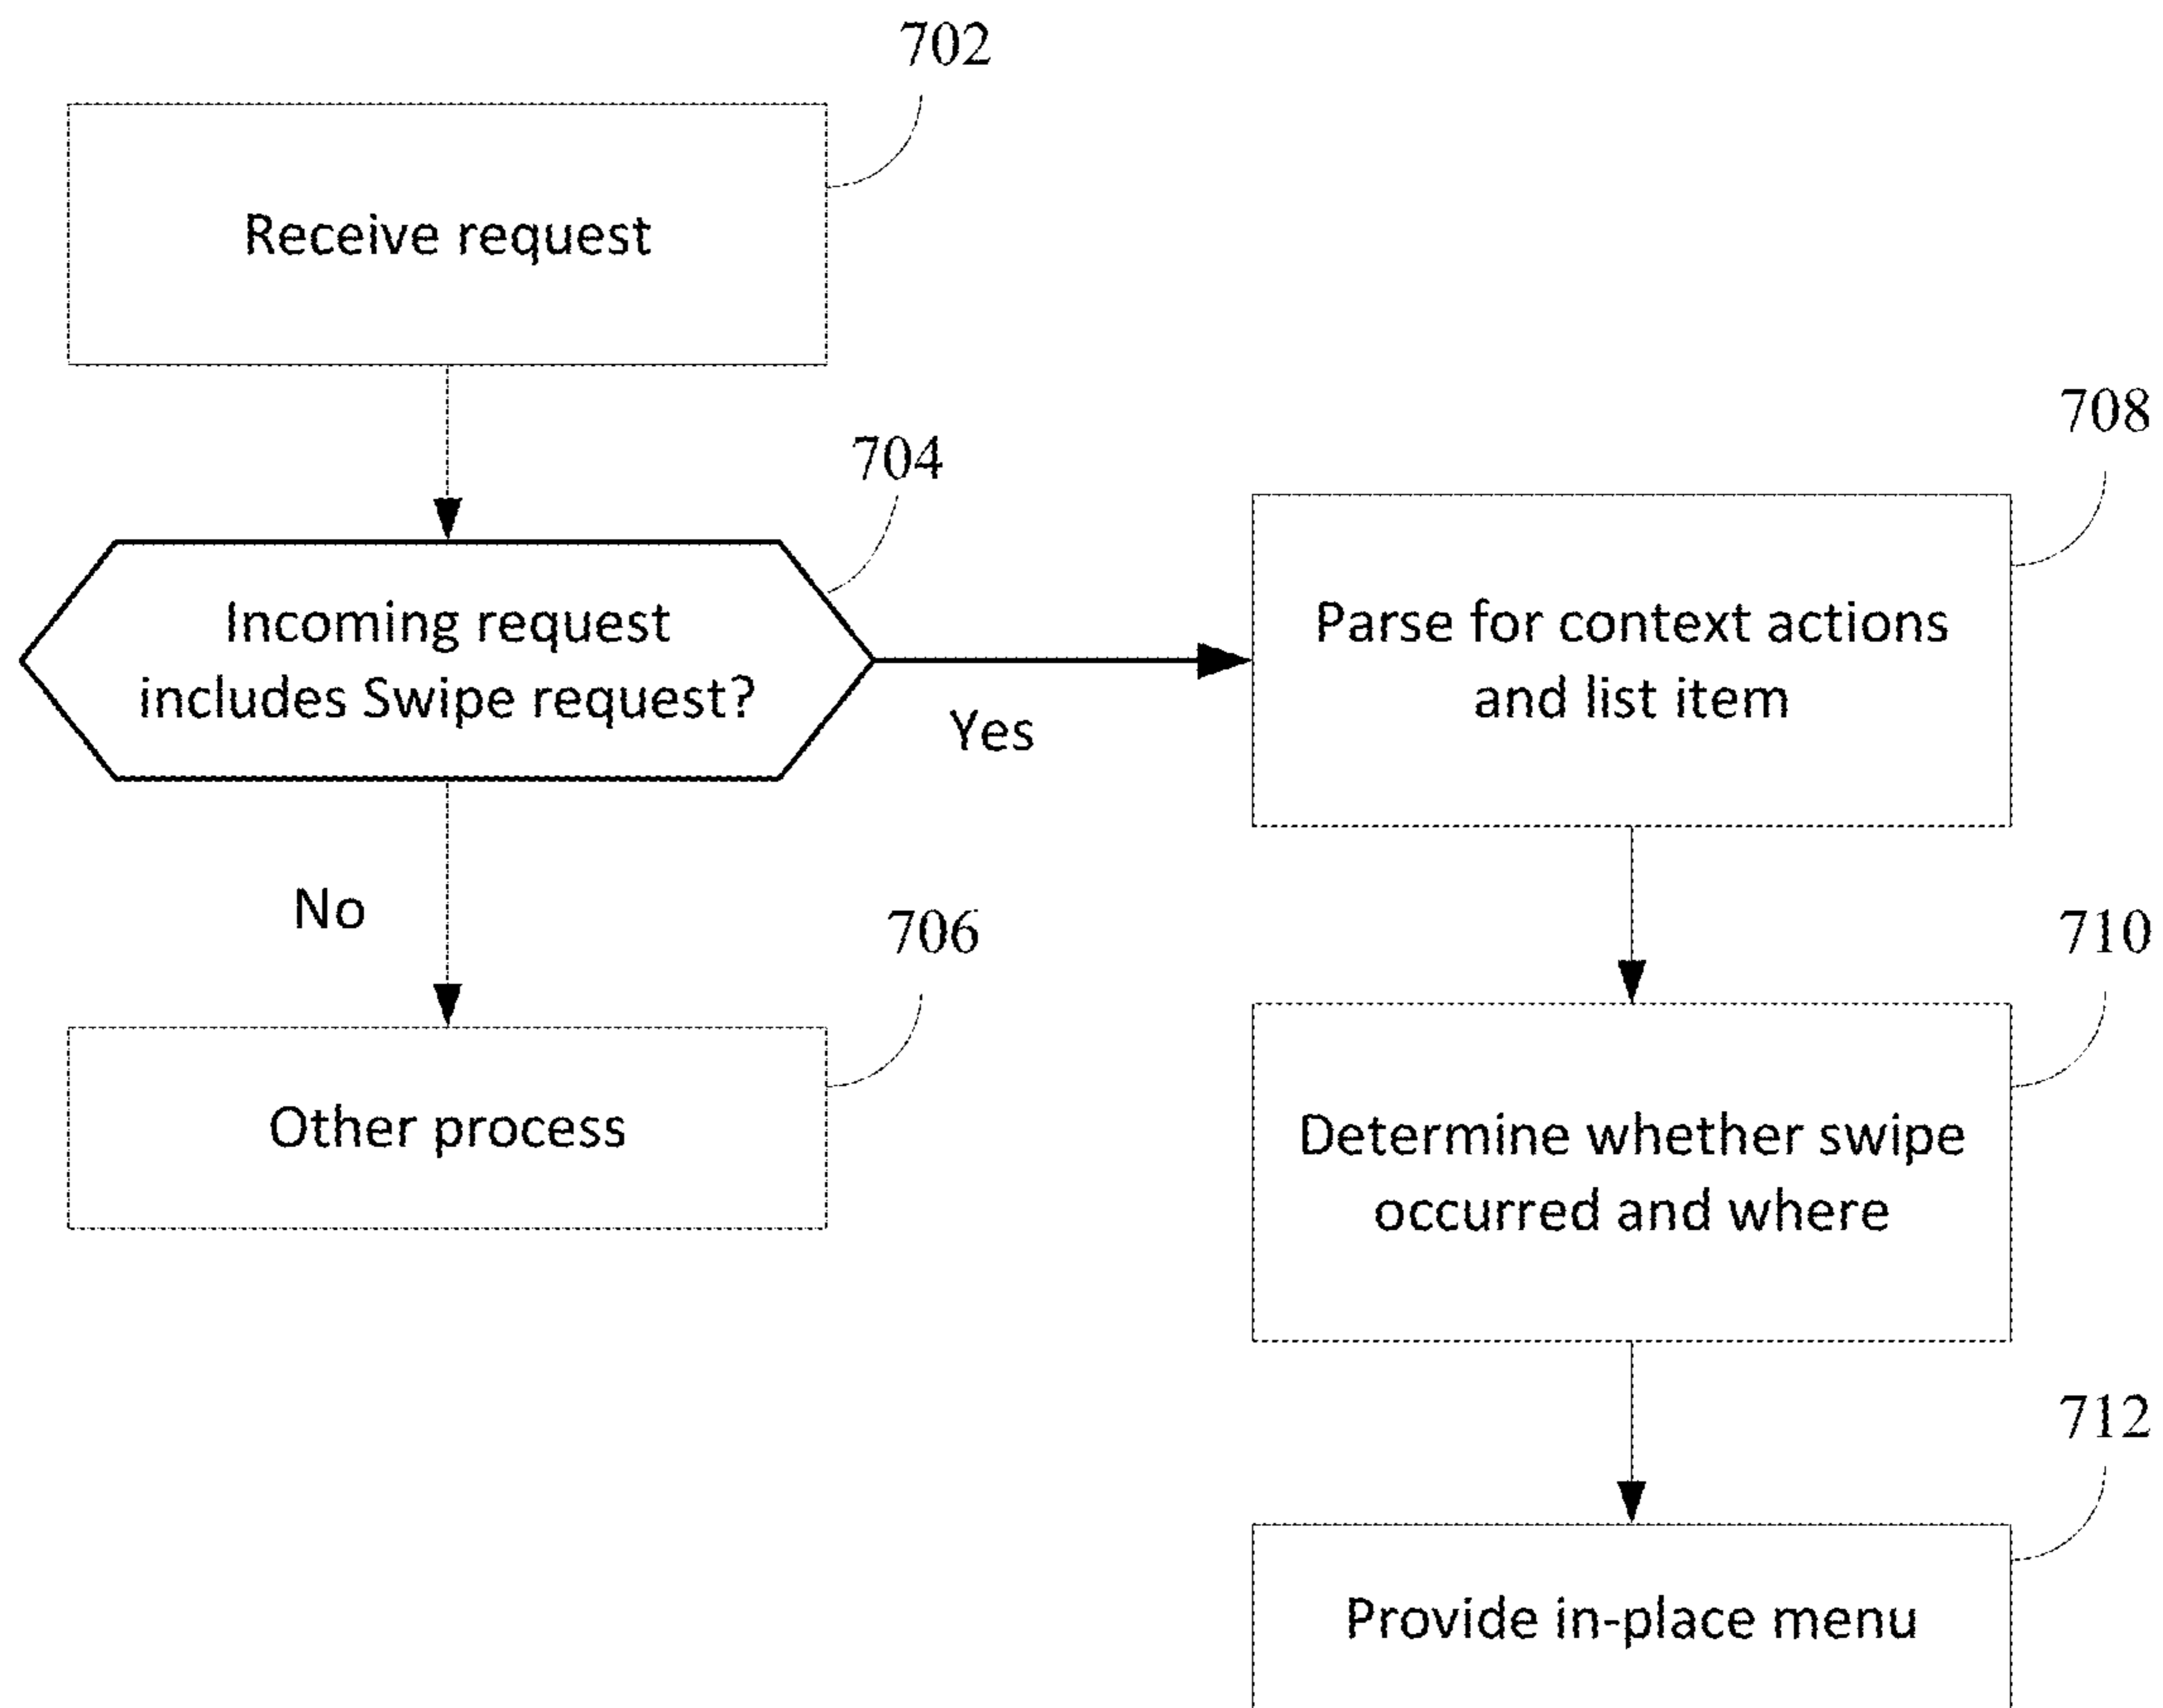 702
Receive request
704
Incoming request
includes Swipe request?
Yes
No
706
Other process
708
Parse for context actions
and list item
710
Determine whether swipe
occurred and where
712
Provide in-place menu